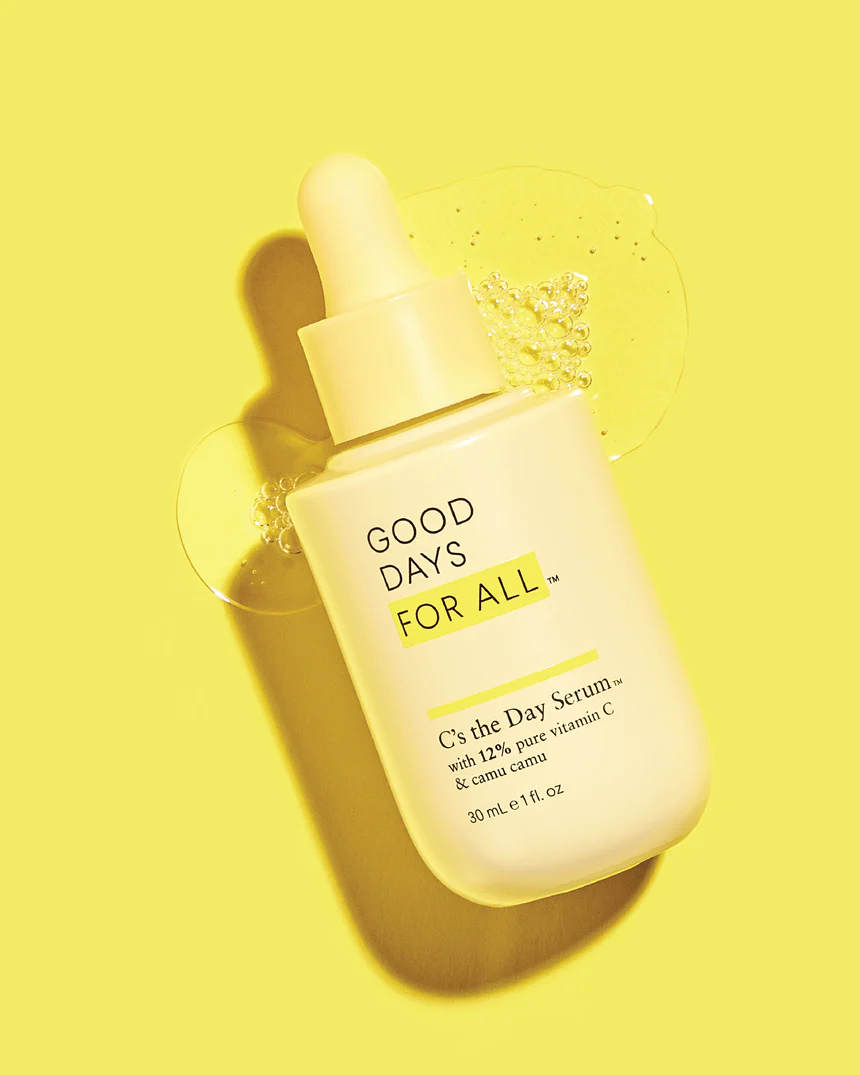 GOOD
DAYS
FOR ALL™
C's the Day Serum™
with 12% pure vitamin C
& camu camu
30 mL e 1 fl. oz